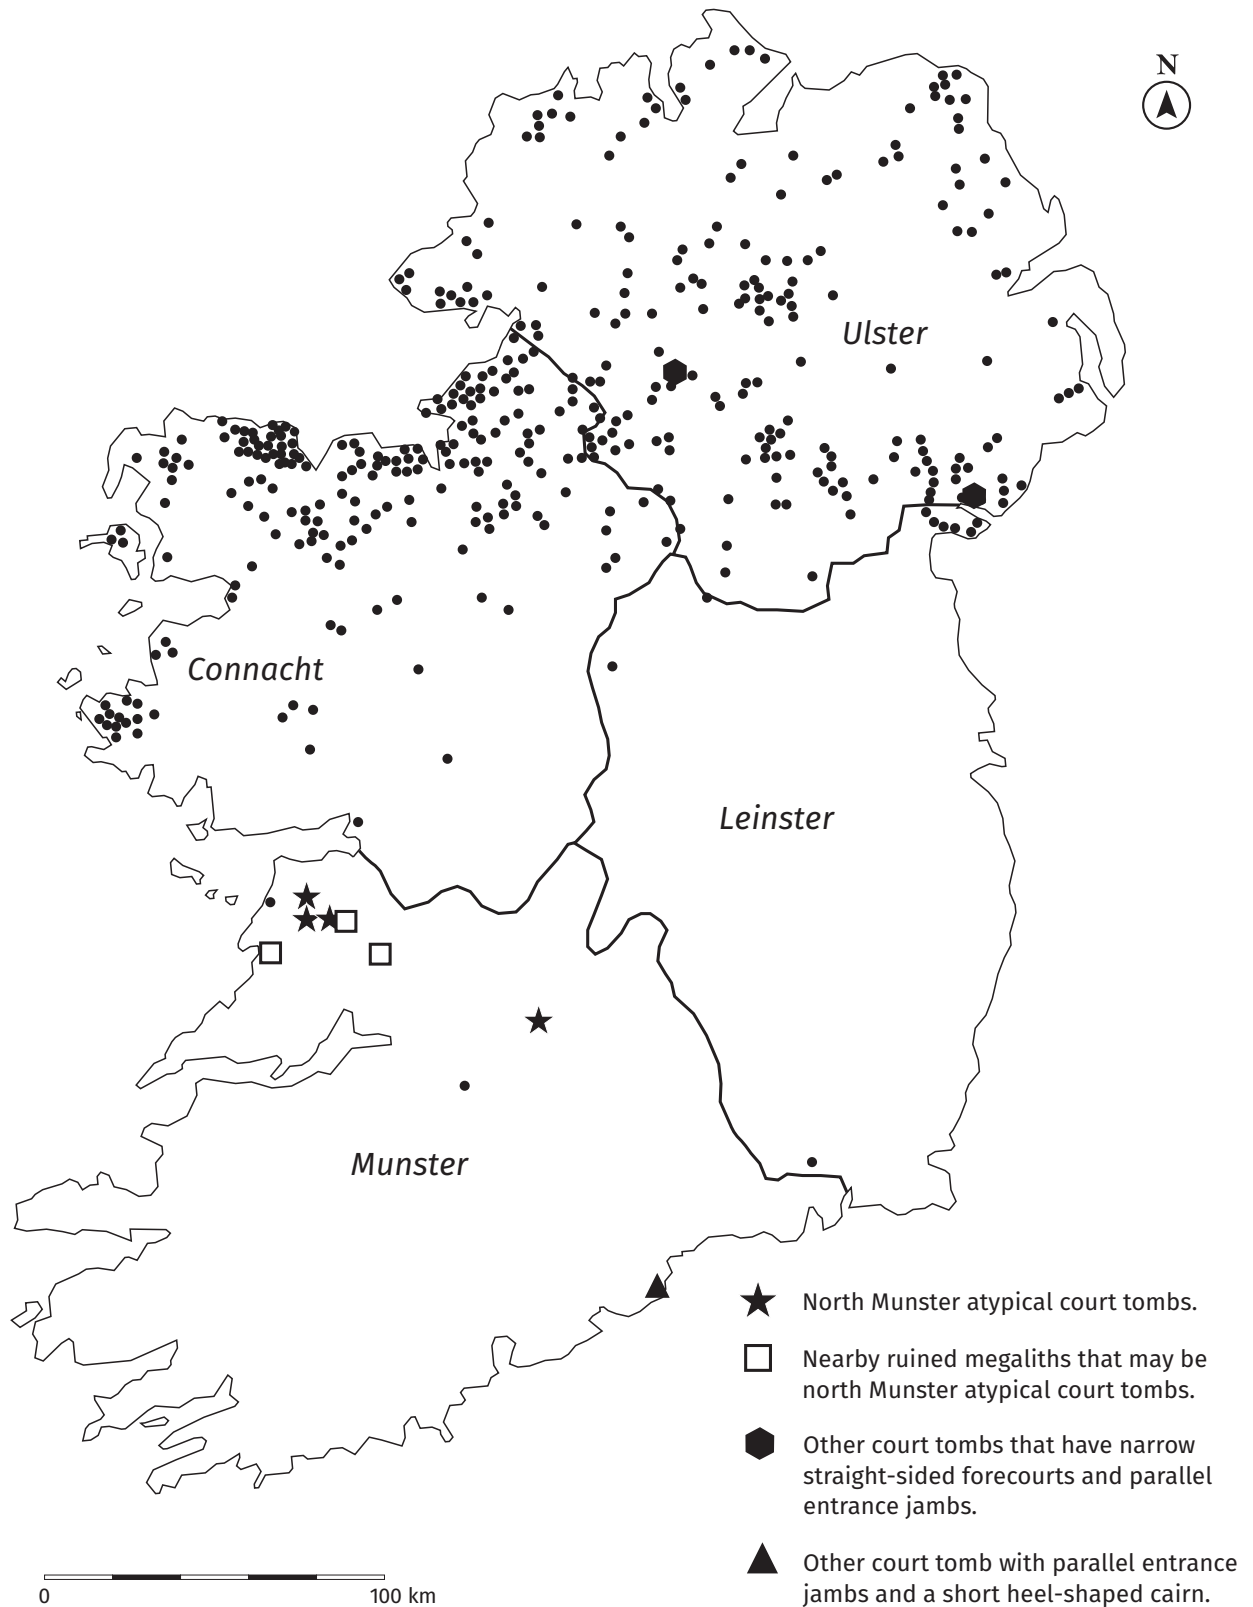 N
Ulster
Connacht
Leinster
Munster
North Munster atypical court tombs.
Nearby ruined megaliths that may be
north Munster atypical court tombs.
Other court tombs that have narrow
straight-sided forecourts and parallel
entrance jambs.
Other court tomb with parallel entrance
jambs and a short heel-shaped cairn.
0 100 km